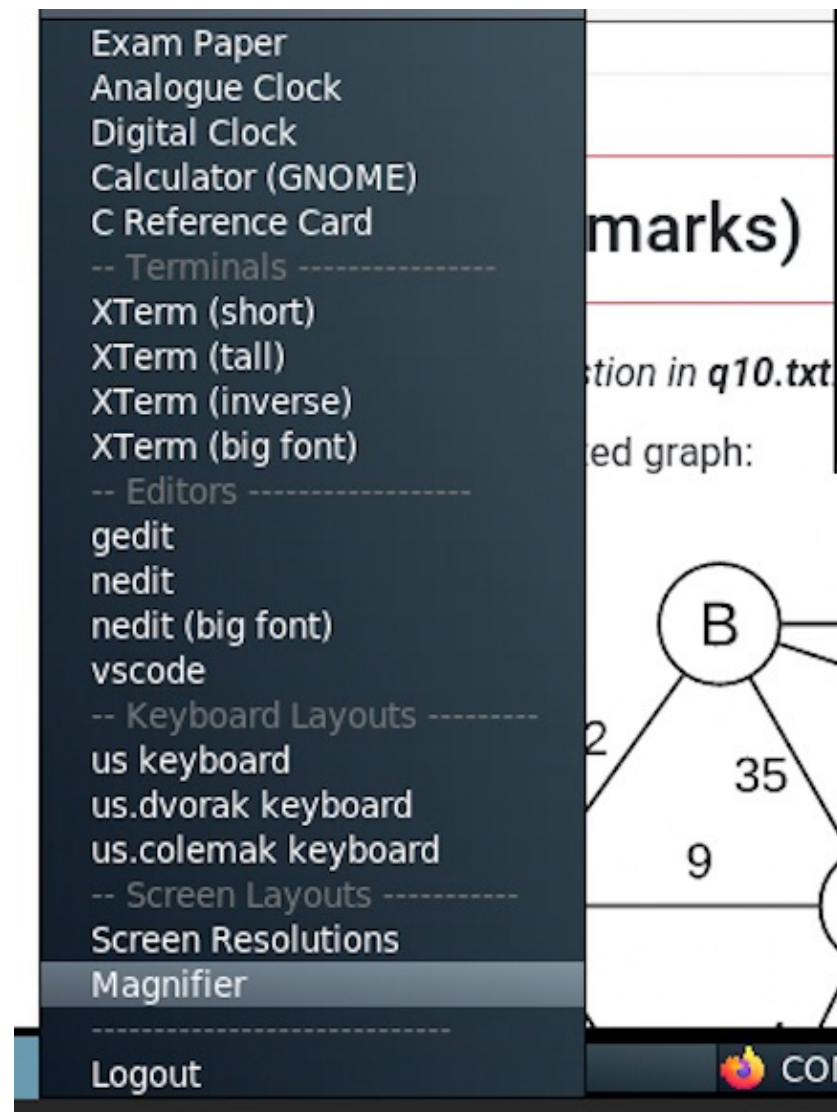 Exam Paper
Analogue Clock
Digital Clock
Calculator (GNOME)
C Reference Card
-- Terminals ----------------
XTerm (short)
XTerm (tall)
XTerm (inverse)
XTerm (big font)
-- Editors ------------------
gedit
nedit
nedit (big font)
vscode
-- Keyboard Layouts ---------
us keyboard
us.dvorak keyboard
us.colemak keyboard
-- Screen Layouts -----------
Screen Resolutions
Magnifier
-----------------------------
Logout
marks)
in q10.txt
graph:
B
2
35
9